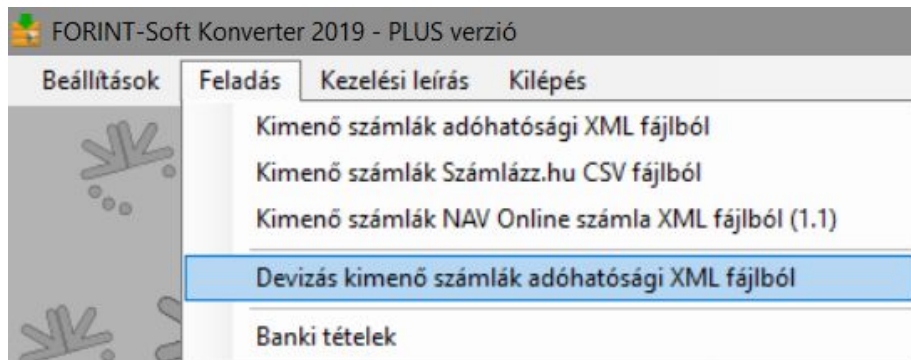 FORINT-Soft Konverter 2019 - PLUS verzió
Beállítások Feladás Kezelési leírás Kilépés
Kimenő számlák adóhatósági XML fájlból
Kimenő számlák Számlázz.hu CSV fájlból
Kimenő számlák NAV Online számla XML fájlból (1.1)
Devizás kimenő számlák adóhatósági XML fájlból
Banki tételek